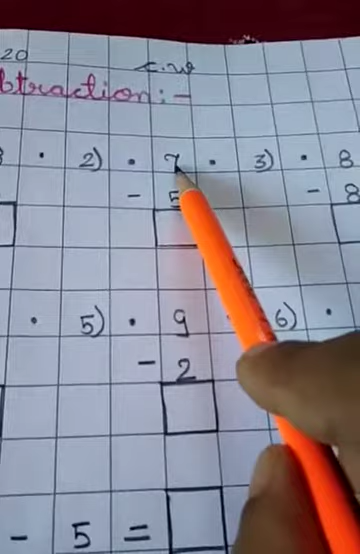 20
C.W
btraction:-
2) 7 3) 8
- 5 - 8
5) 9 6)
- 2
- 5 =